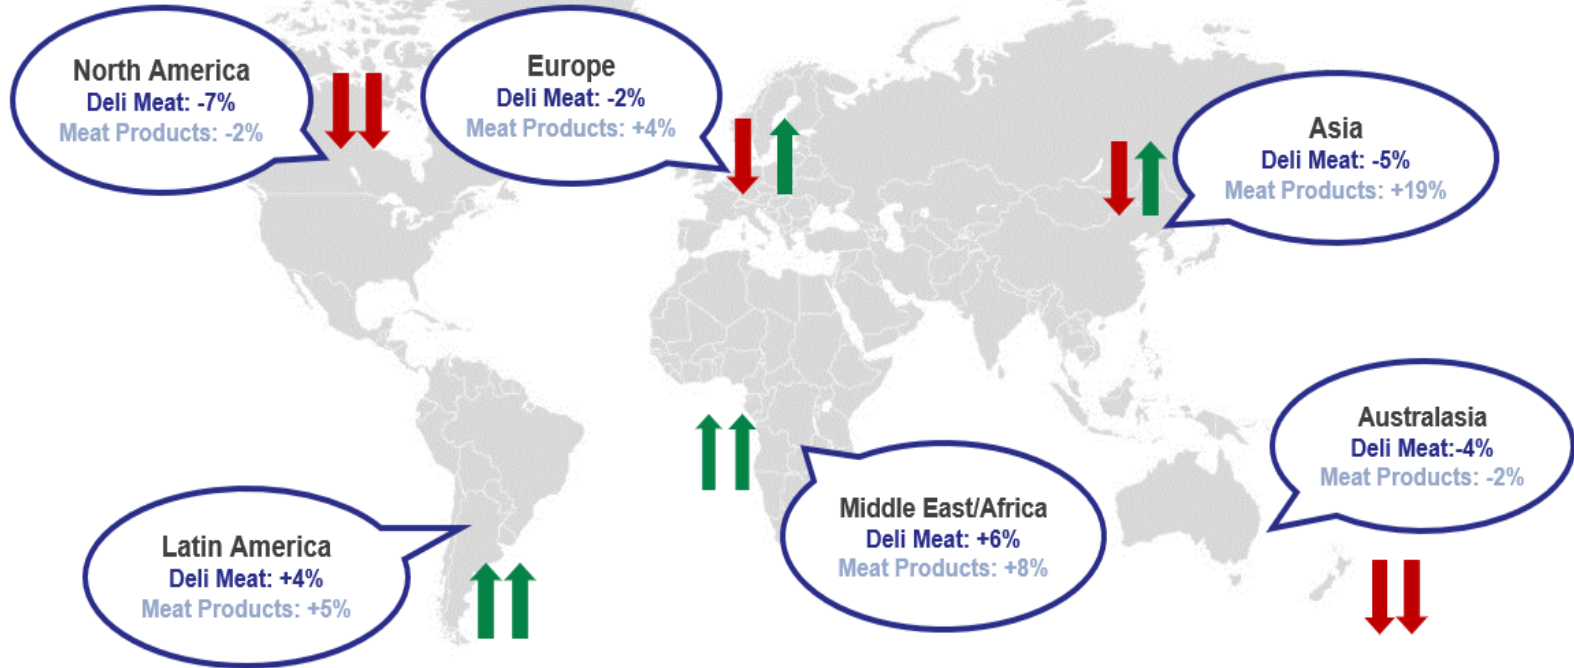 North America
Deli Meat: -7%
Meat Products: -2%
Europe
Deli Meat: -2%
Meat Products: +4%
Asia
Deli Meat: -5%
Meat Products: +19%
Latin America
Deli Meat: +4%
Meat Products: +5%
Middle East/Africa
Deli Meat: +6%
Meat Products: +8%
Australasia
Deli Meat:-4%
Meat Products: -2%